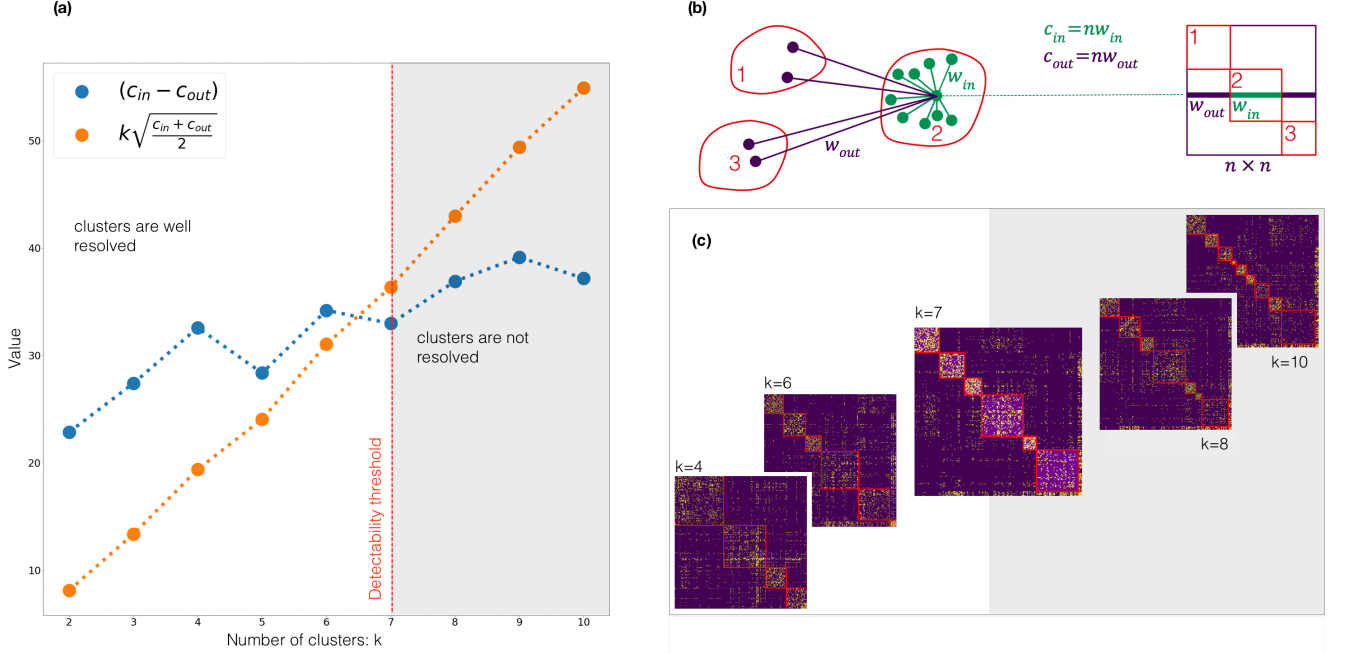 (a)
(c_in − c_out)
k√((c_in + c_out)/2)
50
40
30
20
10
Value
clusters are well
resolved
clusters are not
resolved
Detectability threshold
2 3 4 5 6 7 8 9 10
Number of clusters: k
(b)
1
2
3
w_in
w_out
c_in=nw_in
c_out=nw_out
1
2
w_out w_in
3
n × n
(c)
k=4
k=6
k=7
k=8
k=10